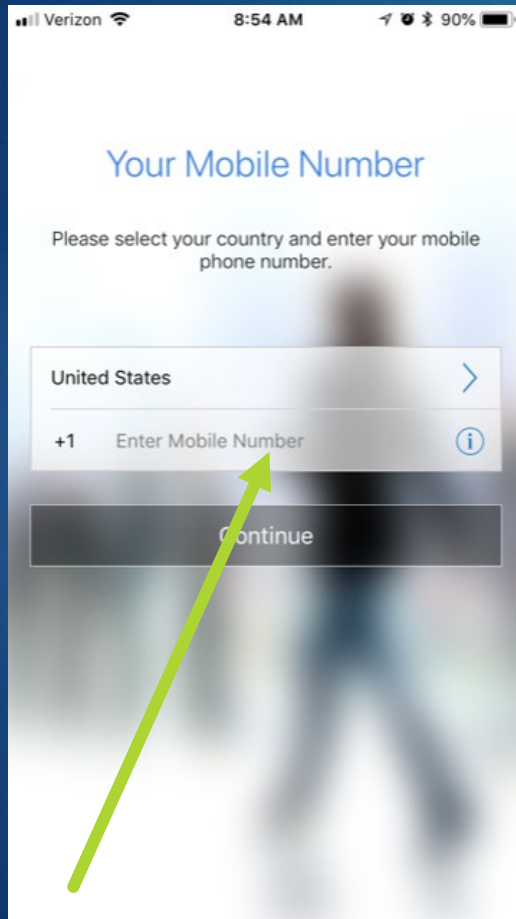 Verizon 8:54 AM 90%
Your Mobile Number
Please select your country and enter your mobile
phone number.
United States
+1 Enter Mobile Number
i
Continue